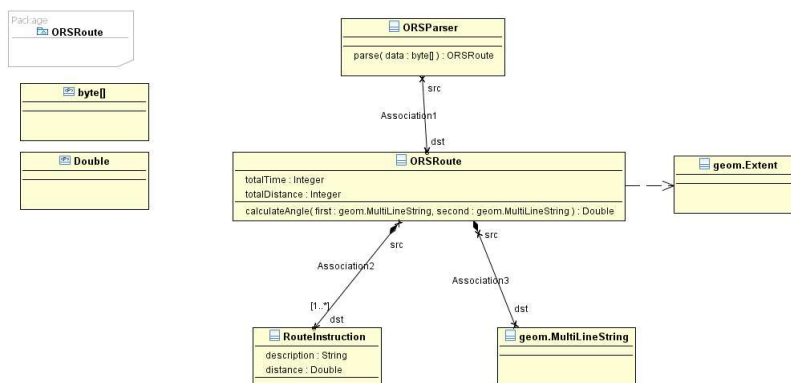 Package
ORSRoute
byte[]
Double
ORSParser
parse( data : byte[] ) : ORSRoute
src
Association1
dst
ORSRoute
totalTime : Integer
totalDistance : Integer
calculateAngle( first : geom.MultiLineString, second : geom.MultiLineString ) : Double
geom.Extent
src
Association2
[1..*]
dst
src
Association3
dst
RouteInstruction
description : String
distance : Double
geom.MultiLineString